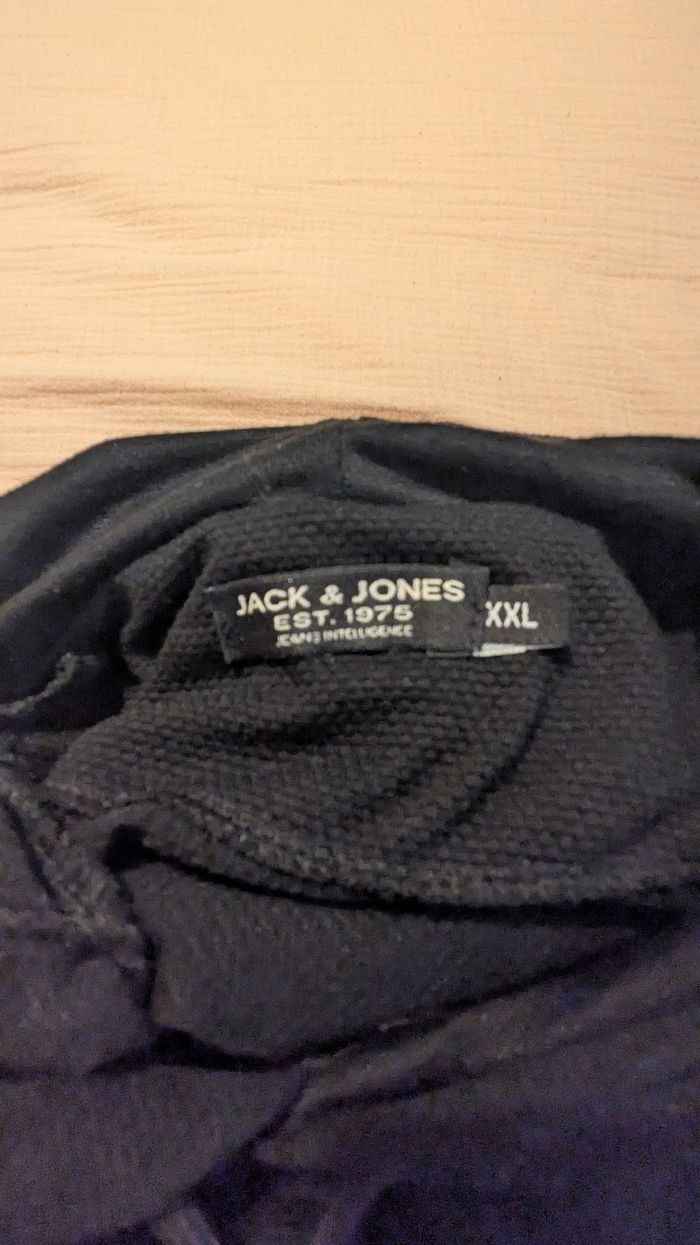 JACK & JONES
EST. 1975
JEANS INTELLIGENCE
XXL